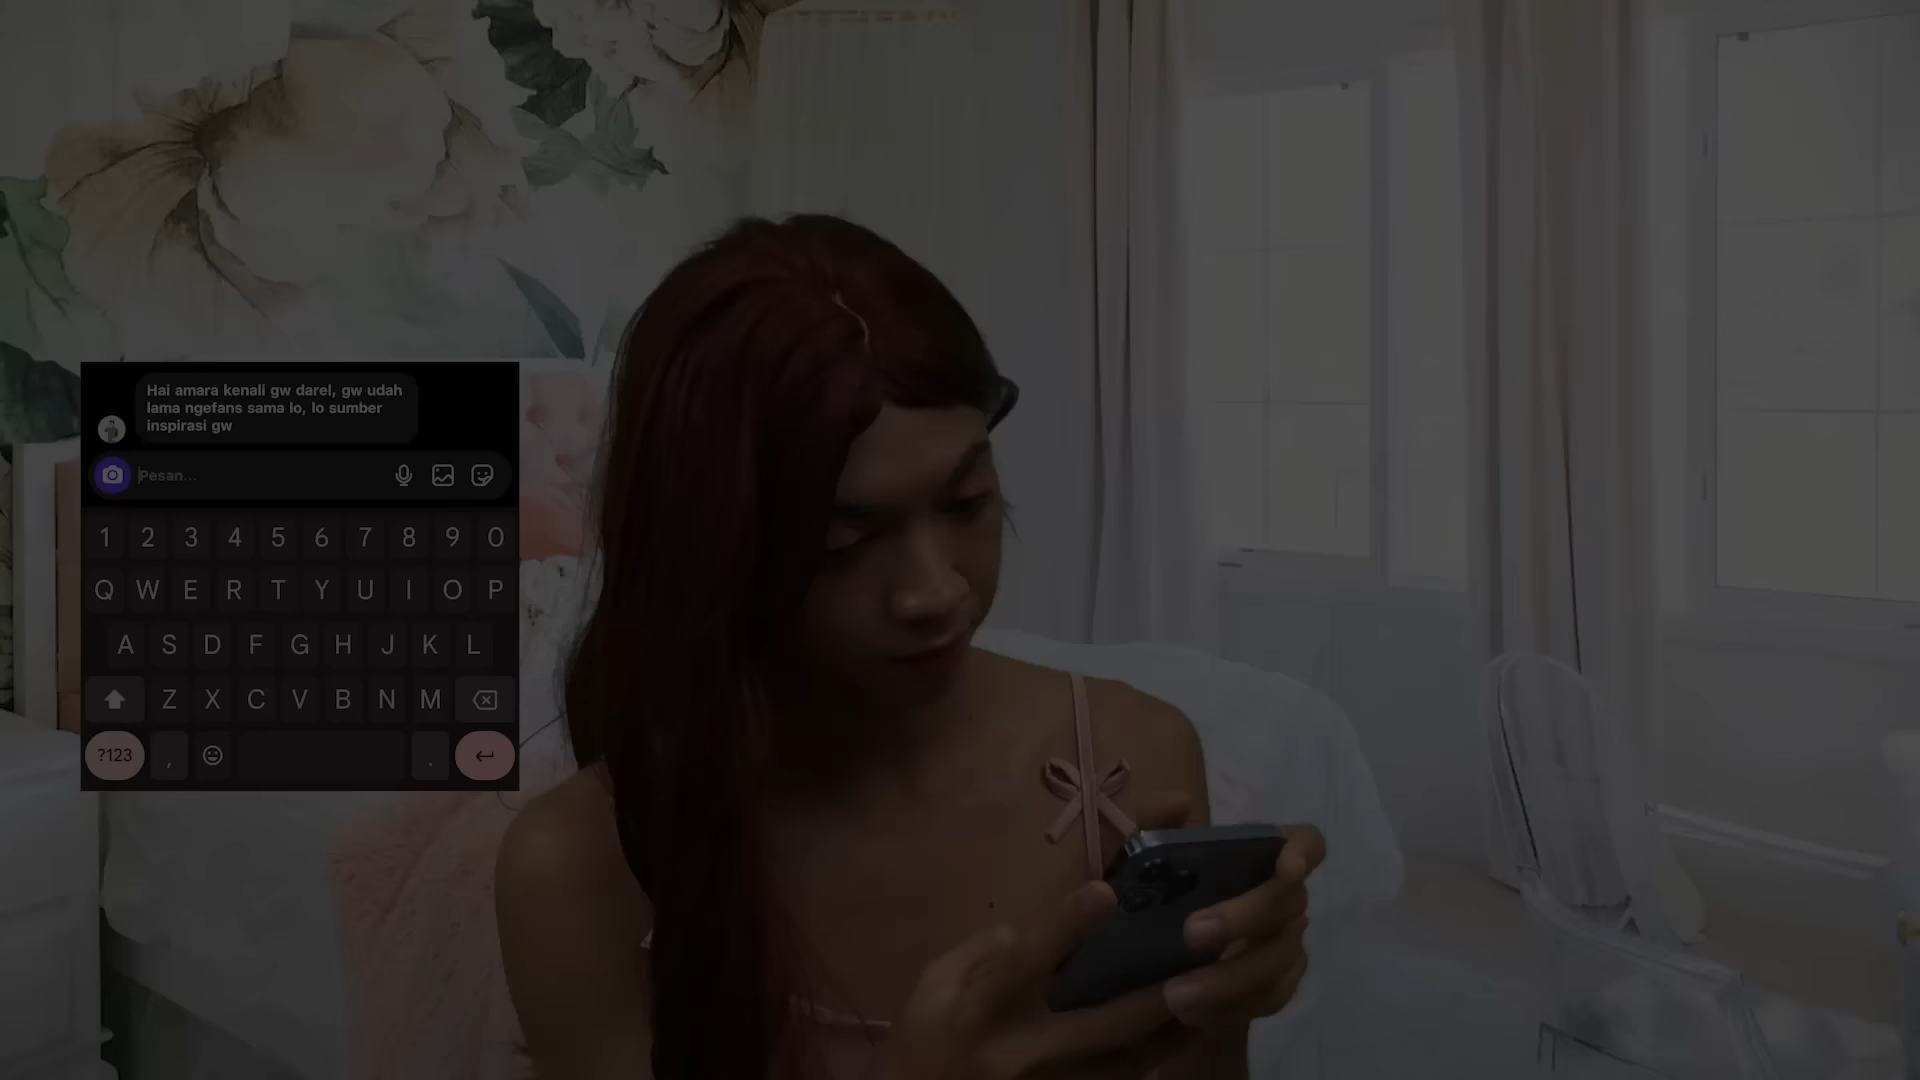 Hai amara kenali gw darel, gw udah
lama ngefans sama lo, lo sumber
inspirasi gw
Pesan...
1 2 3 4 5 6 7 8 9 0
Q W E R T Y U I O P
A S D F G H J K L
Z X C V B N M
?123 , .